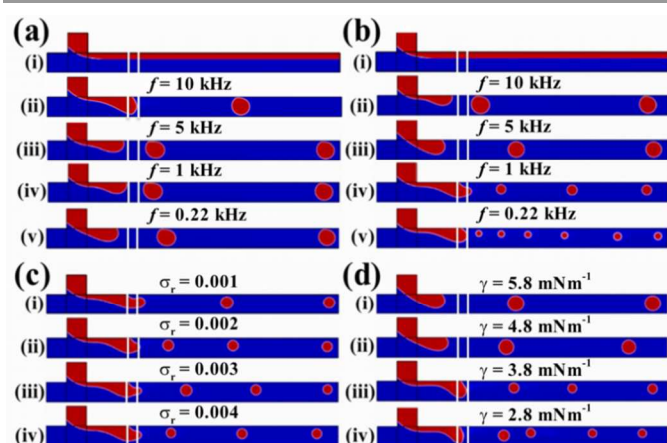 (a)
(i)
f = 10 kHz
(ii)
f = 5 kHz
(iii)
f = 1 kHz
(iv)
f = 0.22 kHz
(v)
(b)
(i)
f = 10 kHz
(ii)
f = 5 kHz
(iii)
f = 1 kHz
(iv)
f = 0.22 kHz
(v)
(c)
(i)
σr = 0.001
(ii)
σr = 0.002
(iii)
σr = 0.003
(iv)
σr = 0.004
(d)
(i)
γ = 5.8 mNm-1
(ii)
γ = 4.8 mNm-1
(iii)
γ = 3.8 mNm-1
(iv)
γ = 2.8 mNm-1